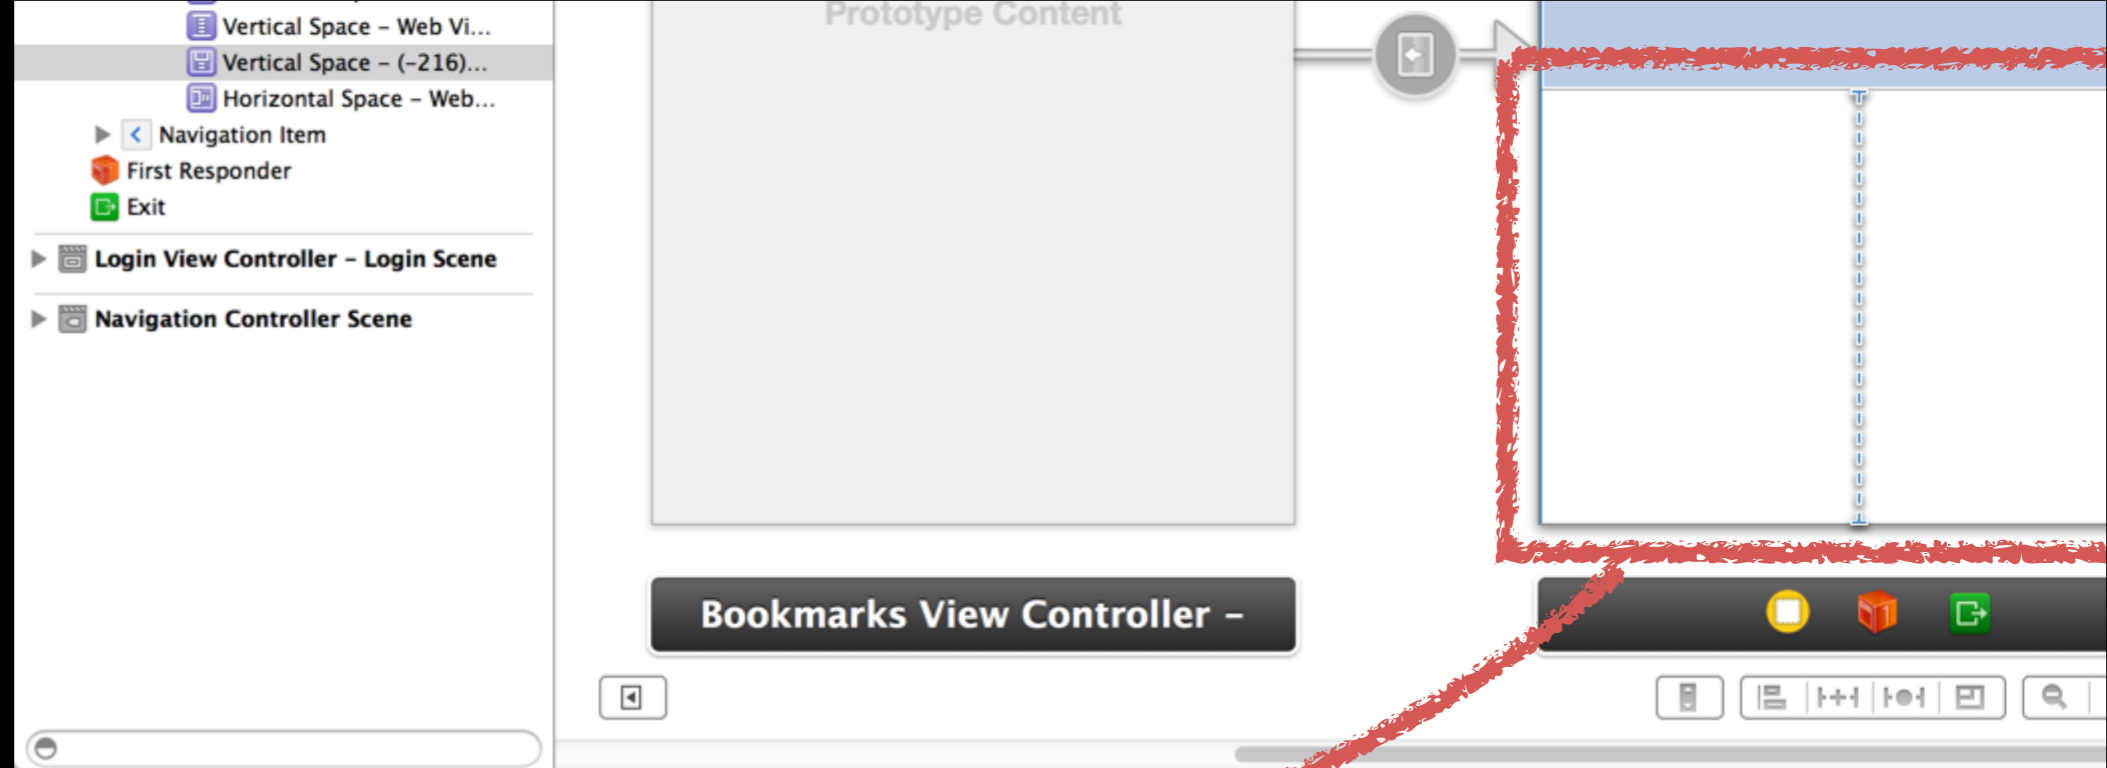 Vertical Space – Web Vi...
Vertical Space – (–216)...
Horizontal Space – Web...
Navigation Item
First Responder
Exit
Login View Controller – Login Scene
Navigation Controller Scene
Prototype Content
Bookmarks View Controller –
1